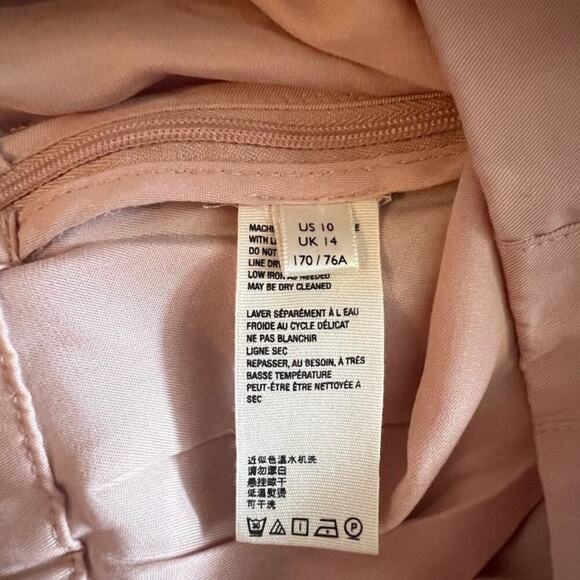 US 10
UK 14
170 / 76A
MACHI
WITH
DO NOT
LINE DRY
LOW IRON AS NEEDED
MAY BE DRY CLEANED
LAVER SÉPARÉMENT À L EAU
FROIDE AU CYCLE DÉLICAT
NE PAS BLANCHIR
LIGNE SEC
REPASSER, AU BESOIN, À TRÉS
BASSE TEMPÉRATURE
PEUT-ÊTRE ÊTRE NETTOYÉE À
SEC
近似色温水机洗
请勿漂白
悬挂晾干
低温熨烫
可干洗
P